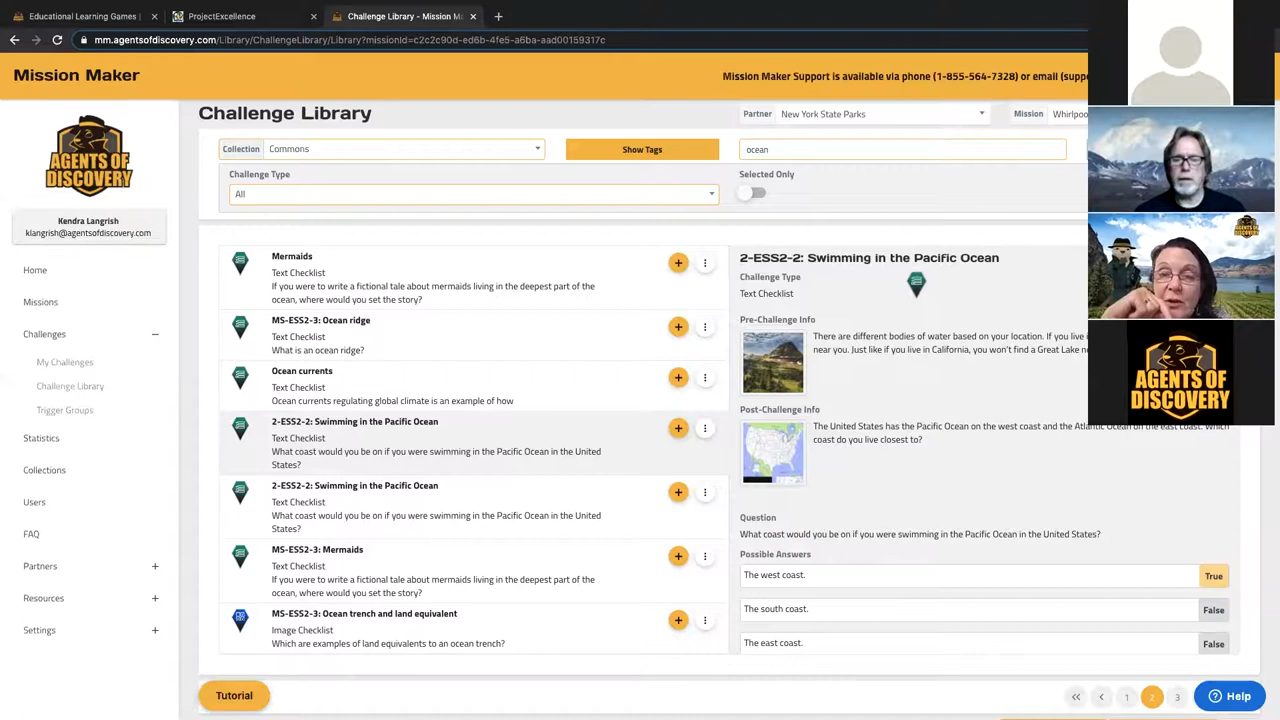 Educational Learning Games |
ProjectExcellence
Challenge Library - Mission Ma
mm.agentsofdiscovery.com/Library/ChallengeLibrary/Library?missionId=c2c2c90d-ed6b-4fe5-a6ba-aad00159317c
Mission Maker
Mission Maker Support is available via phone (1-855-564-7328) or email (suppo
AGENTS OF
DISCOVERY
Kendra Langrish
klangrish@agentsofdiscovery.com
Home
Missions
Challenges
My Challenges
Challenge Library
Trigger Groups
Statistics
Collections
Users
FAQ
Partners
Resources
Settings
Challenge Library
Partner New York State Parks
Mission Whirlpoo
Collection Commons
Show Tags
ocean
Challenge Type
All
Selected Only
Mermaids
Text Checklist
If you were to write a fictional tale about mermaids living in the deepest part of the
ocean, where would you set the story?
MS-ESS2-3: Ocean ridge
Text Checklist
What is an ocean ridge?
Ocean currents
Text Checklist
Ocean currents regulating global climate is an example of how
2-ESS2-2: Swimming in the Pacific Ocean
Text Checklist
What coast would you be on if you were swimming in the Pacific Ocean in the United
States?
2-ESS2-2: Swimming in the Pacific Ocean
Text Checklist
What coast would you be on if you were swimming in the Pacific Ocean in the United
States?
MS-ESS2-3: Mermaids
Text Checklist
If you were to write a fictional tale about mermaids living in the deepest part of the
ocean, where would you set the story?
MS-ESS2-3: Ocean trench and land equivalent
Image Checklist
Which are examples of land equivalents to an ocean trench?
2-ESS2-2: Swimming in the Pacific Ocean
Challenge Type
Text Checklist
Pre-Challenge Info
There are different bodies of water based on your location. If you live i
near you. Just like if you live in California, you won't find a Great Lake n
Post-Challenge Info
The United States has the Pacific Ocean on the west coast and the Atlantic Ocean on the east coast. Which
coast do you live closest to?
Question
What coast would you be on if you were swimming in the Pacific Ocean in the United States?
Possible Answers
The west coast.
True
The south coast.
False
The east coast.
False
Tutorial
1
2
3
Help
AGENTS OF
DISCOVERY